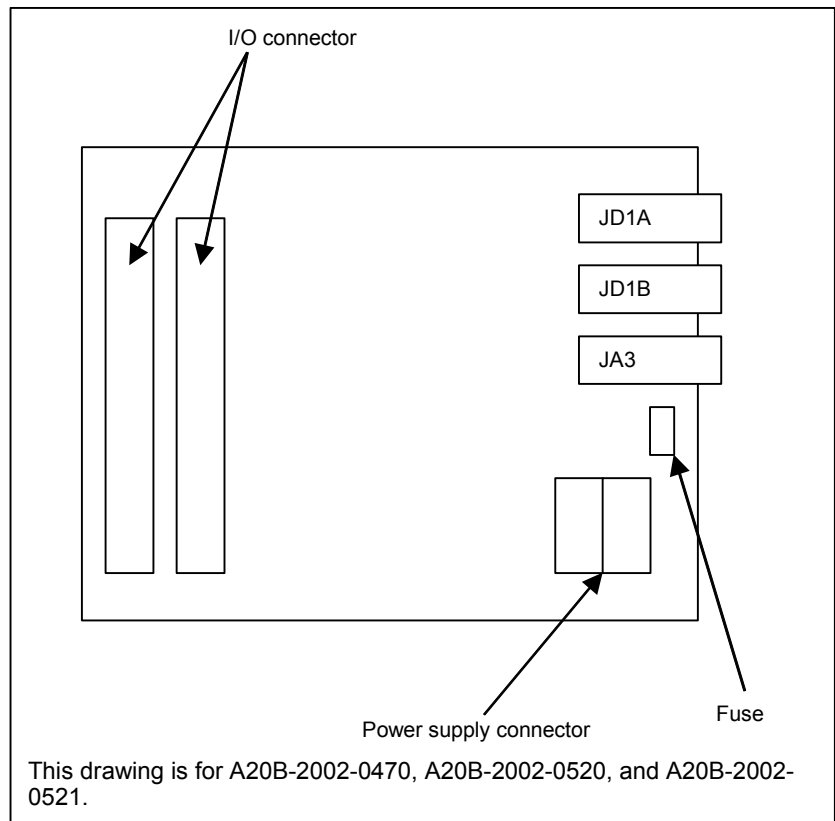 I/O connector
JD1A
JD1B
JA3
Fuse
Power supply connector
This drawing is for A20B-2002-0470, A20B-2002-0520, and A20B-2002-
0521.